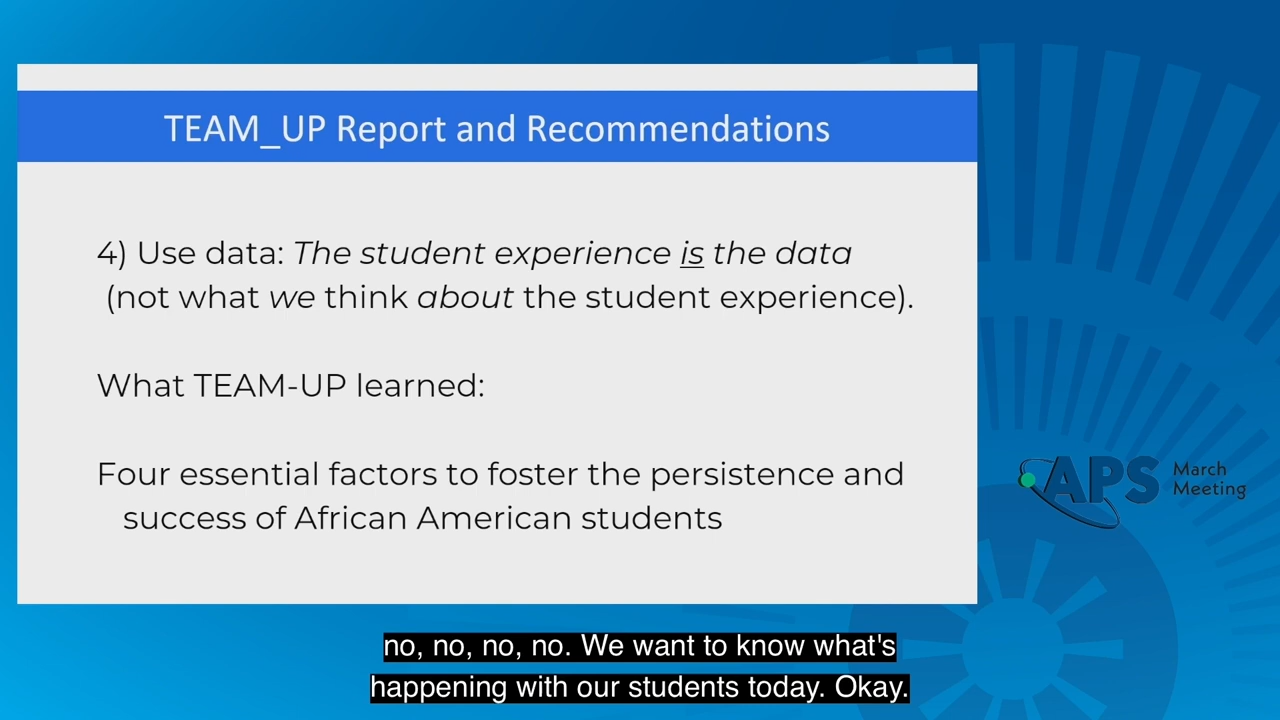 TEAM_UP Report and Recommendations
4) Use data: The student experience is the data
(not what we think about the student experience).
What TEAM-UP learned:
Four essential factors to foster the persistence and
success of African American students
APS March
Meeting
no, no, no, no. We want to know what's
happening with our students today. Okay.